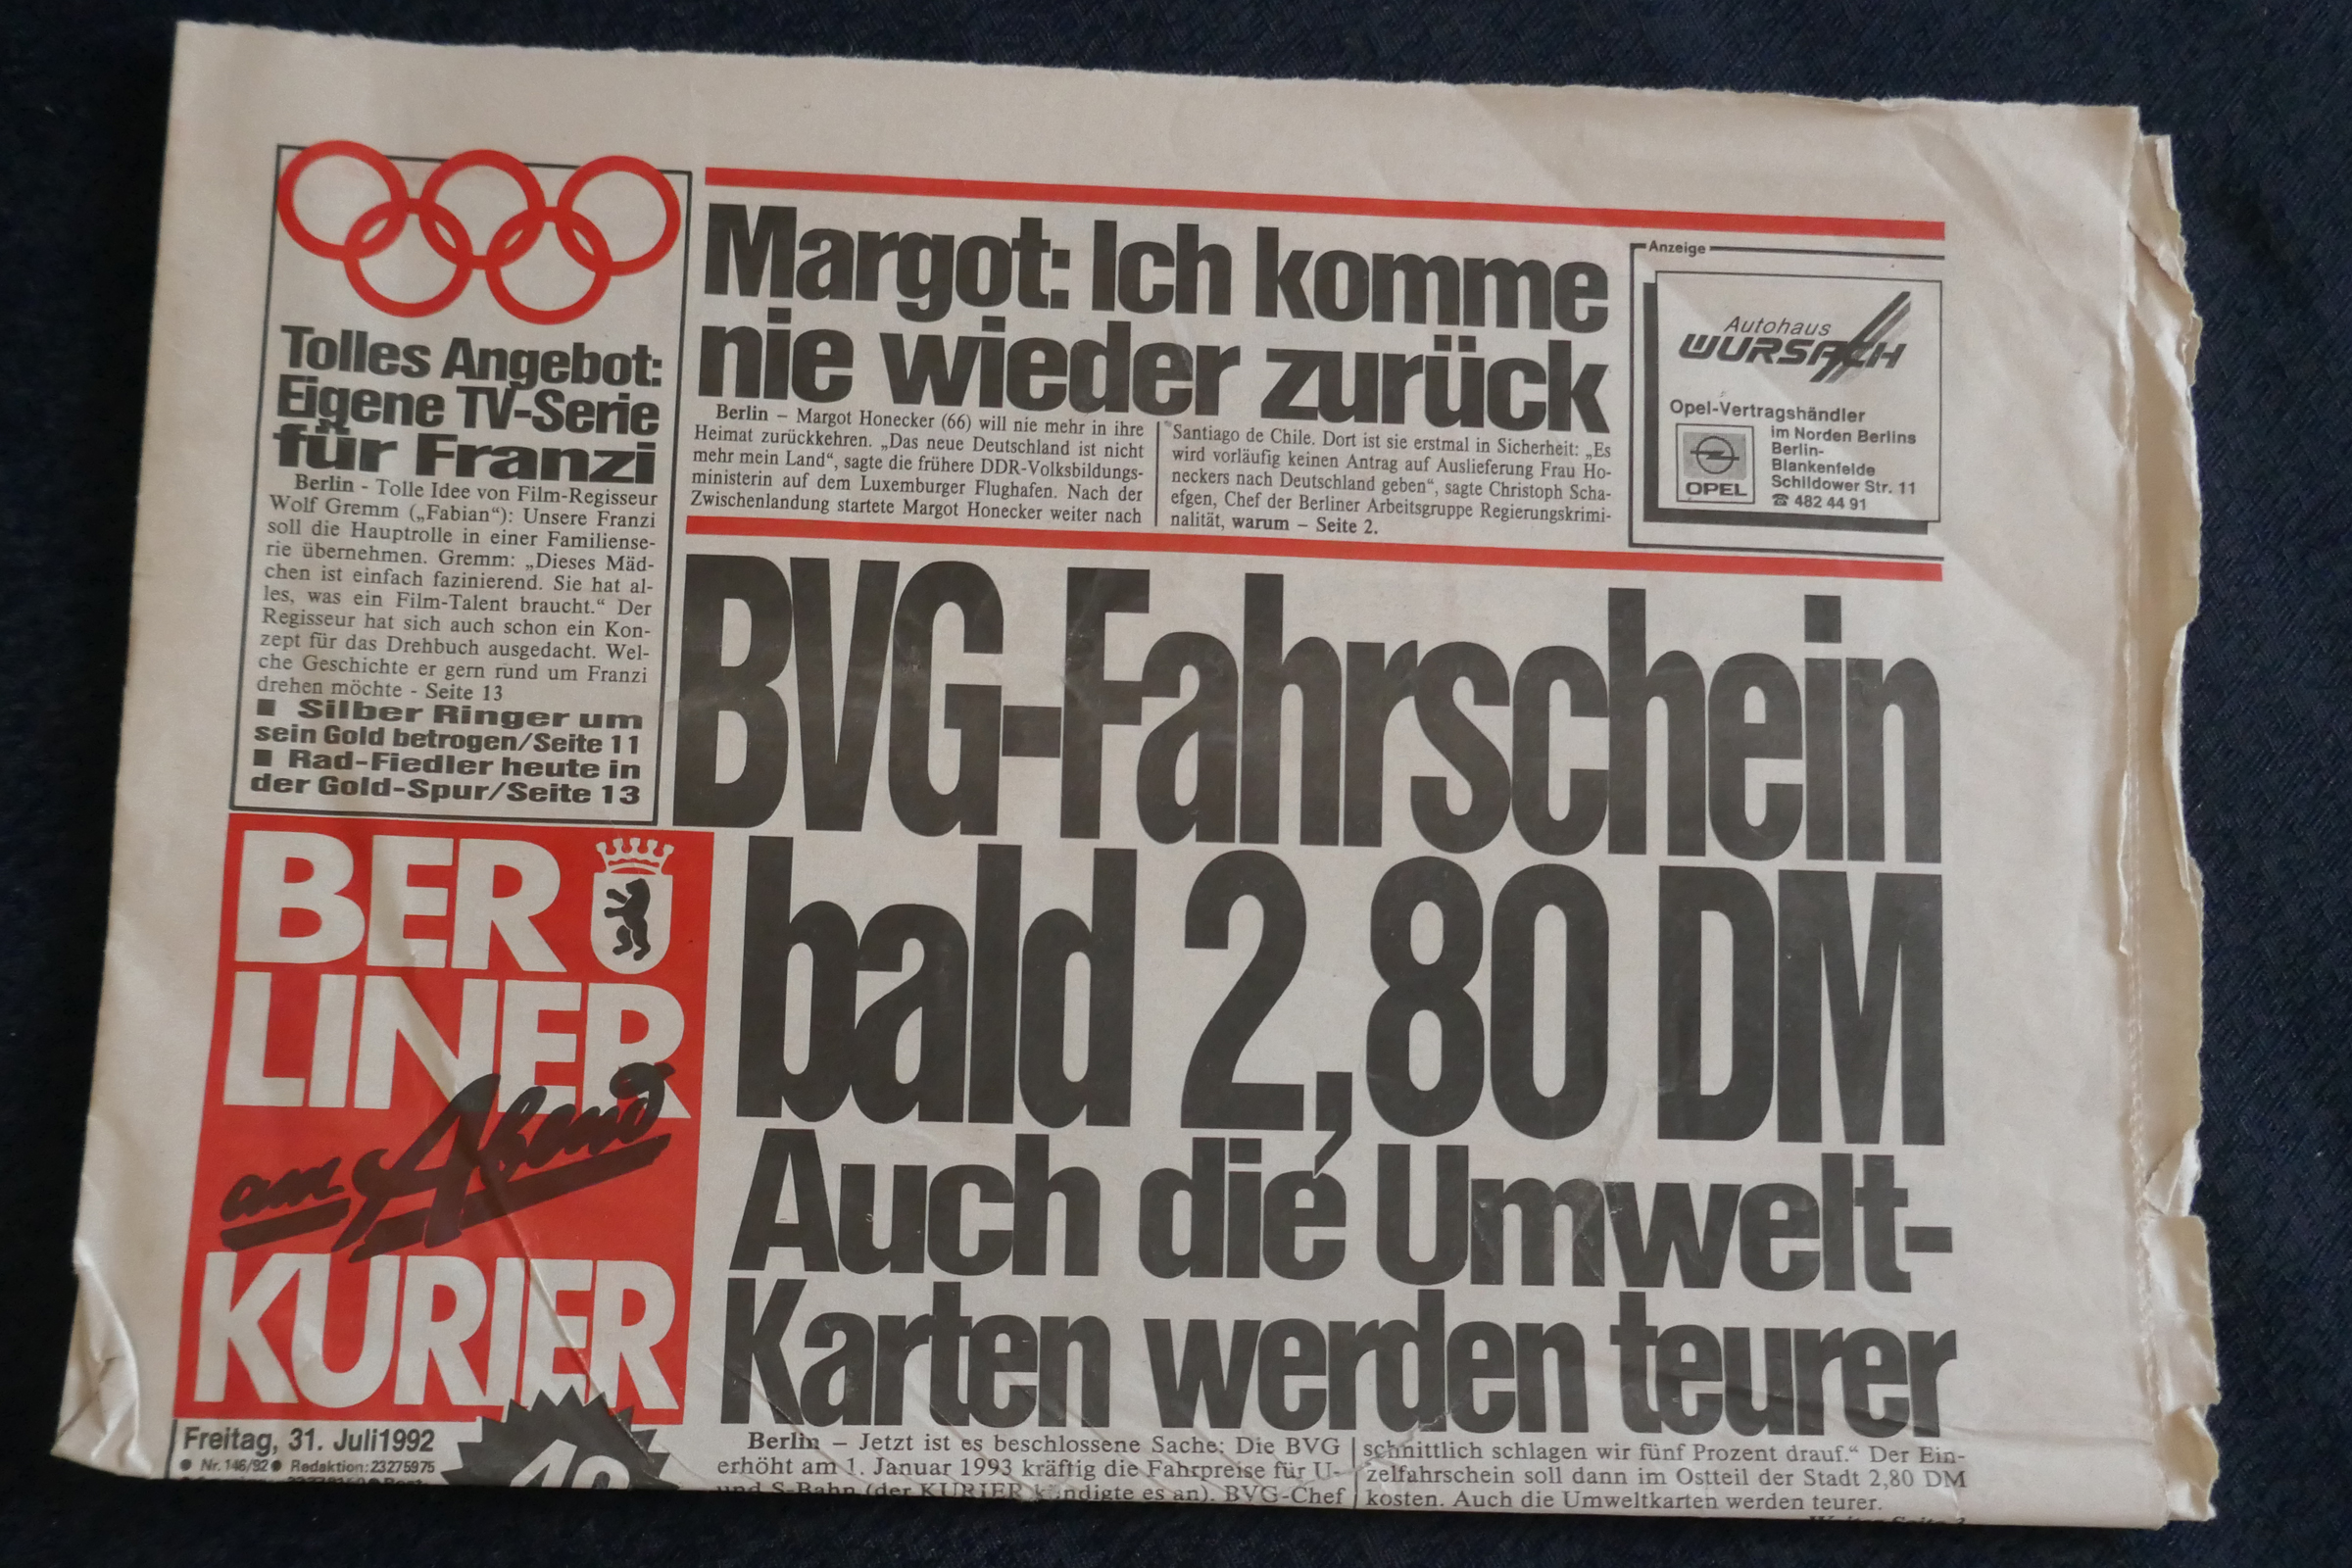 Tolles Angebot:
Eigene TV-Serie
für Franzi
Berlin - Tolle Idee von Film-Regisseur
Wolf Gremm („Fabian“): Unsere Franzi
soll die Hauptrolle in einer Familiense-
rie übernehmen. Gremm: „Dieses Mäd-
chen ist einfach fazinierend. Sie hat al-
les, was ein Film-Talent braucht.“ Der
Regisseur hat sich auch schon ein Kon-
zept für das Drehbuch ausgedacht. Wel-
che Geschichte er gern rund um Franzi
drehen möchte - Seite 13
■ Silber Ringer um
sein Gold betrogen/Seite 11
■ Rad-Fiedler heute in
der Gold-Spur/Seite 13
Margot: Ich komme
nie wieder zurück
Berlin – Margot Honecker (66) will nie mehr in ihre
Heimat zurückkehren. „Das neue Deutschland ist nicht
mehr mein Land“, sagte die frühere DDR-Volksbildungs-
ministerin auf dem Luxemburger Flughafen. Nach der
Zwischenlandung startete Margot Honecker weiter nach
Santiago de Chile. Dort ist sie erstmal in Sicherheit: „Es
wird vorläufig keinen Antrag auf Auslieferung Frau Ho-
neckers nach Deutschland geben“, sagte Christoph Scha-
efgen, Chef der Berliner Arbeitsgruppe Regierungskrimi-
nalität, warum – Seite 2.
Anzeige
Autohaus
WURSACH
Opel-Vertragshändler
im Norden Berlins
Berlin-
Blankenfelde
Schildower Str. 11
☎ 482 44 91
OPEL
BVG-Fahrschein
bald 2,80 DM
Auch die Umwelt-
Karten werden teurer
BER
LINER
am Abend
KURIER
Freitag, 31. Juli1992
● Nr. 146/92● Redaktion:23275975
Berlin – Jetzt ist es beschlossene Sache: Die BVG
erhöht am 1. Januar 1993 kräftig die Fahrpreise für U-
und S-Bahn (der KURIER kündigte es an). BVG-Chef
schnittlich schlagen wir fünf Prozent drauf.“ Der Ein-
zelfahrschein soll dann im Ostteil der Stadt 2,80 DM
kosten. Auch die Umweltkarten werden teurer.